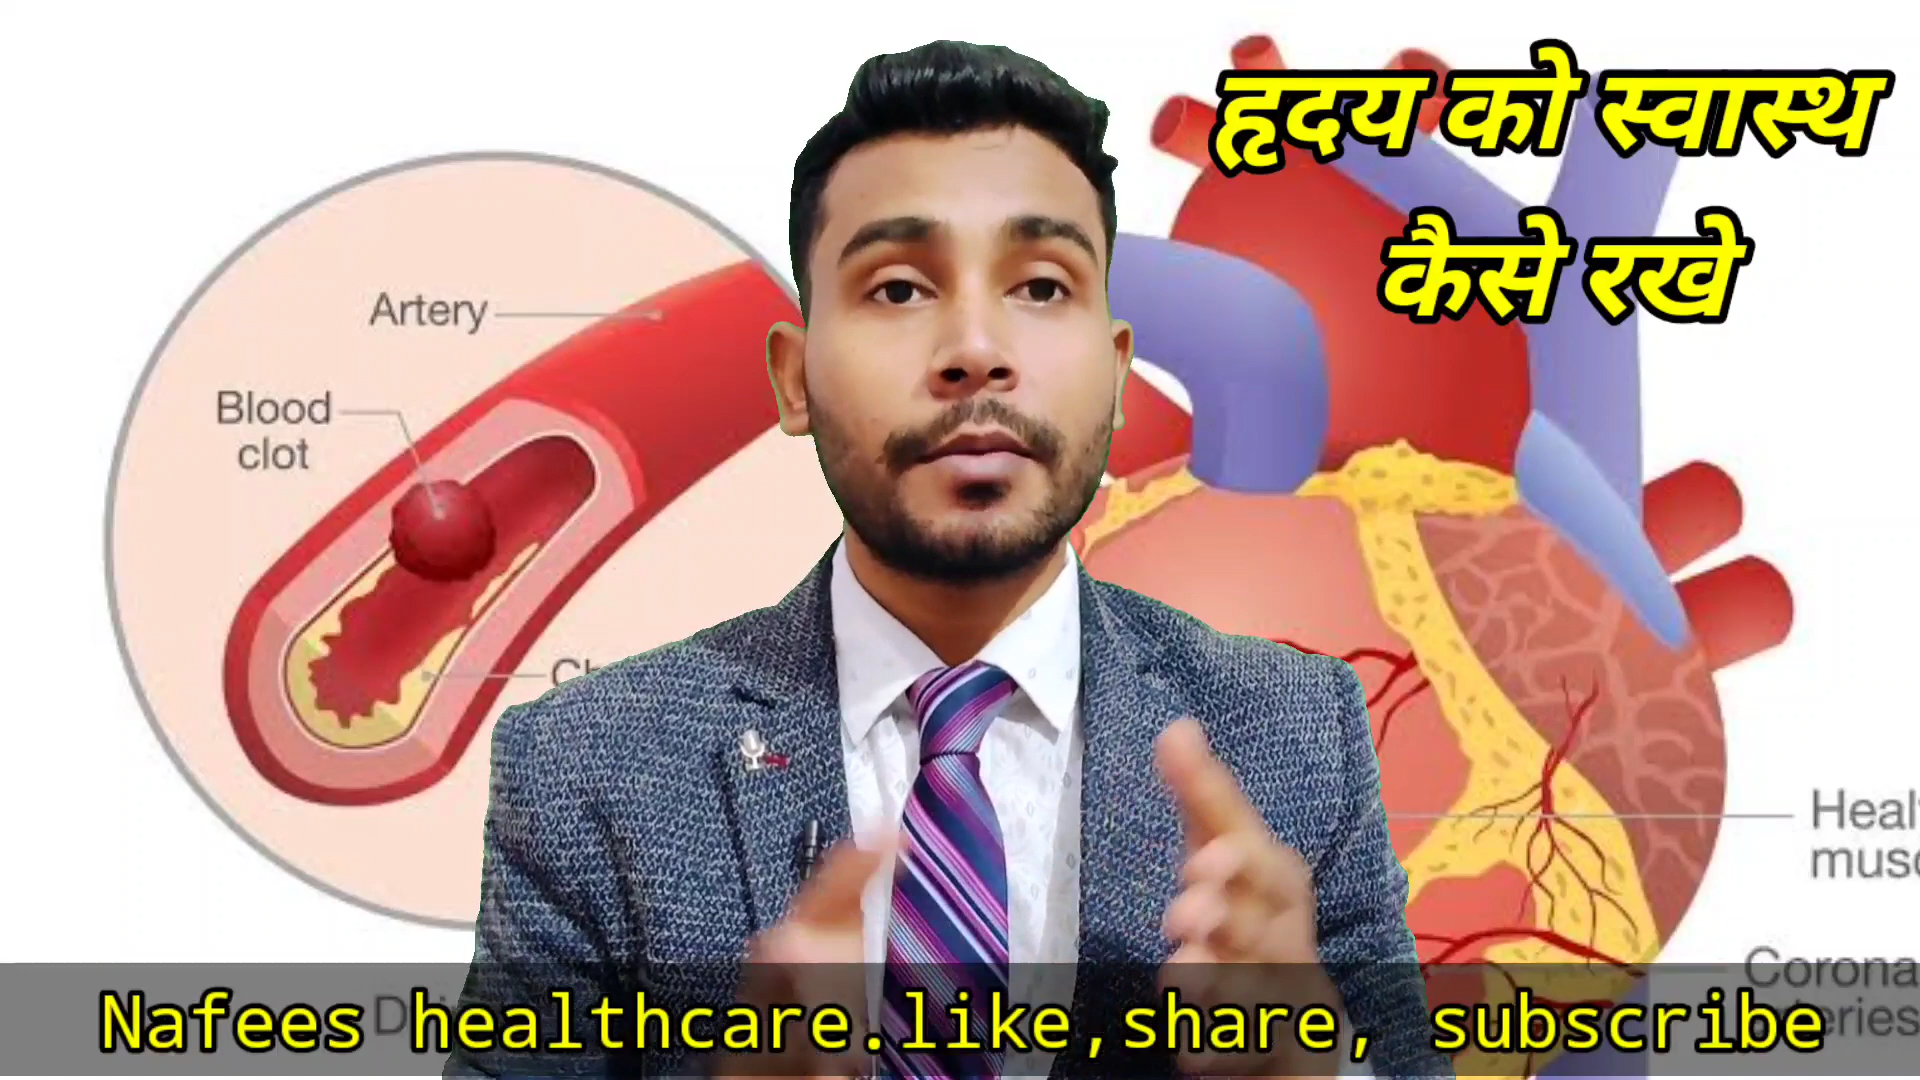 हृदय को स्वास्थ
कैसे रखे
Artery
Blood
clot
Nafees healthcare.like,share, subscribe